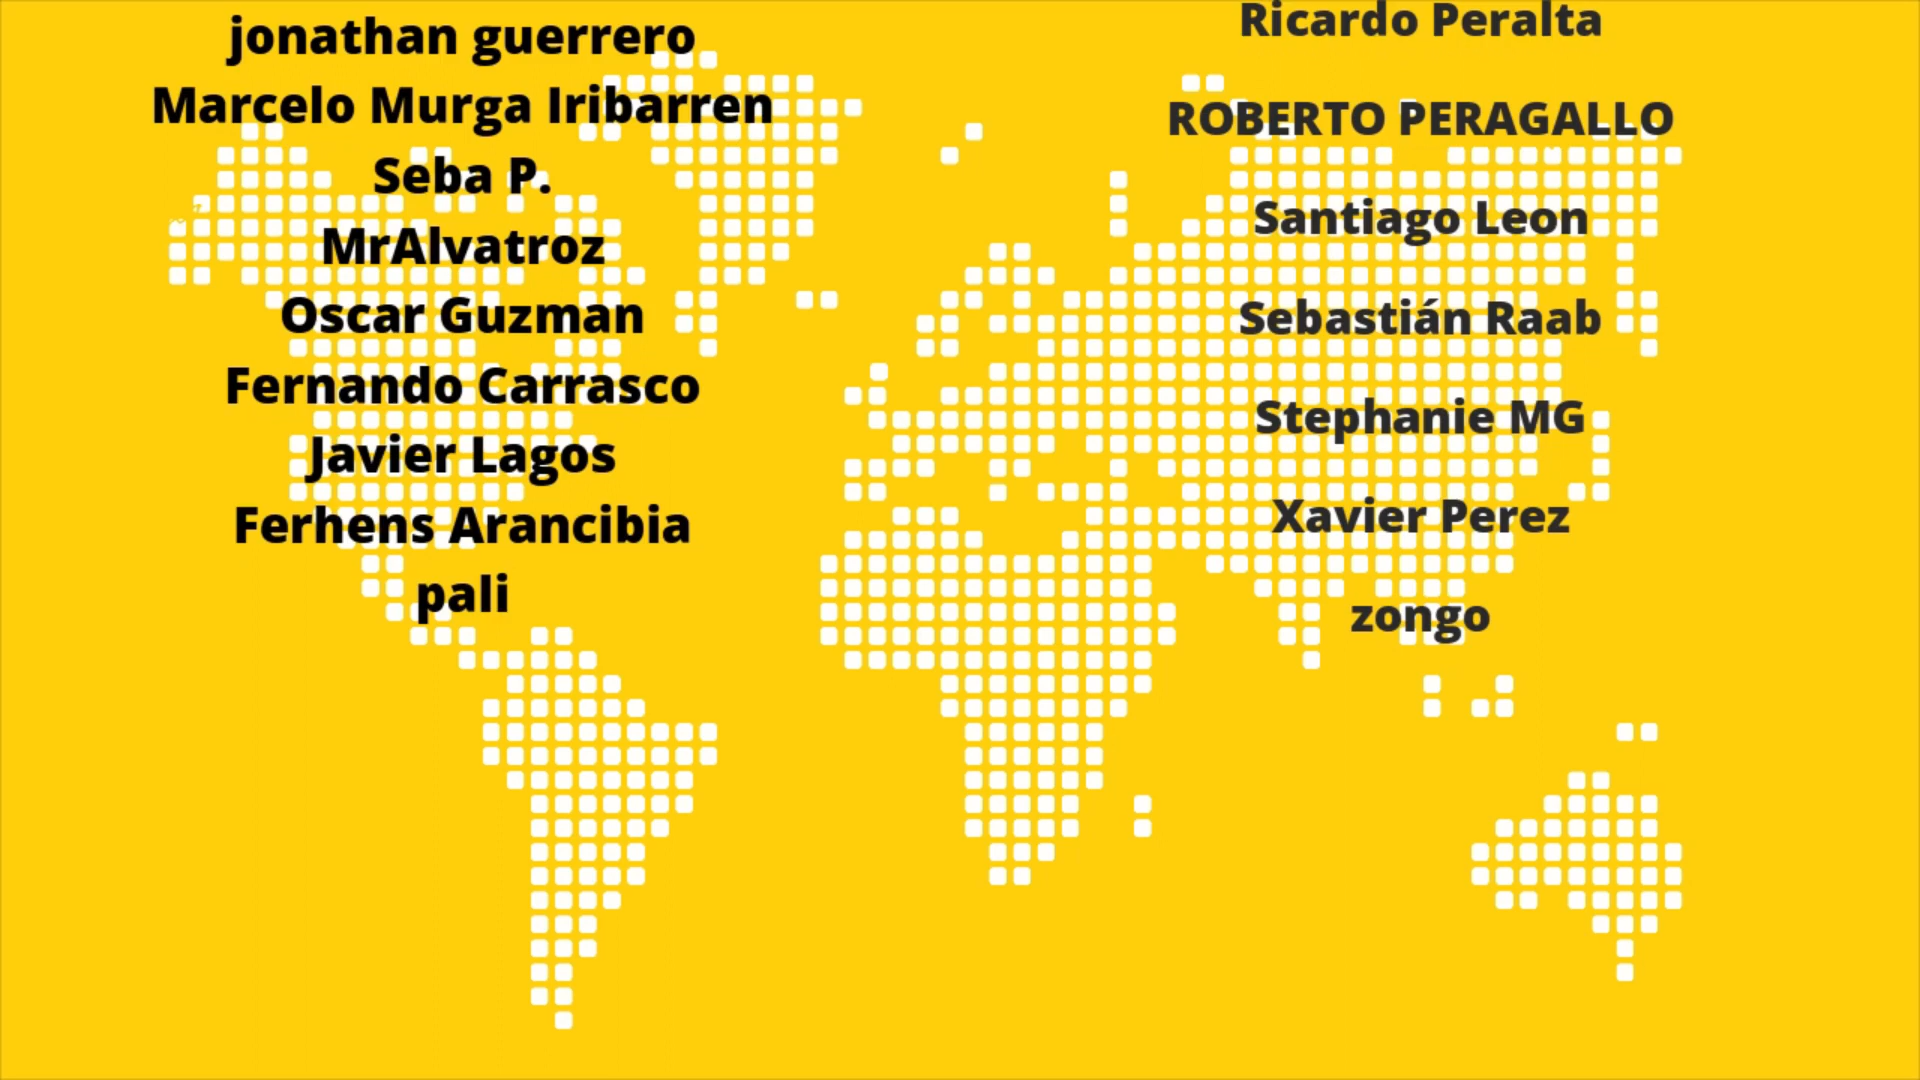 jonathan guerrero
Marcelo Murga Iribarren
Seba P.
MrAlvatroz
Oscar Guzman
Fernando Carrasco
Javier Lagos
Ferhens Arancibia
pali
Ricardo Peralta
ROBERTO PERAGALLO
Santiago Leon
Sebastián Raab
Stephanie MG
Xavier Perez
zongo